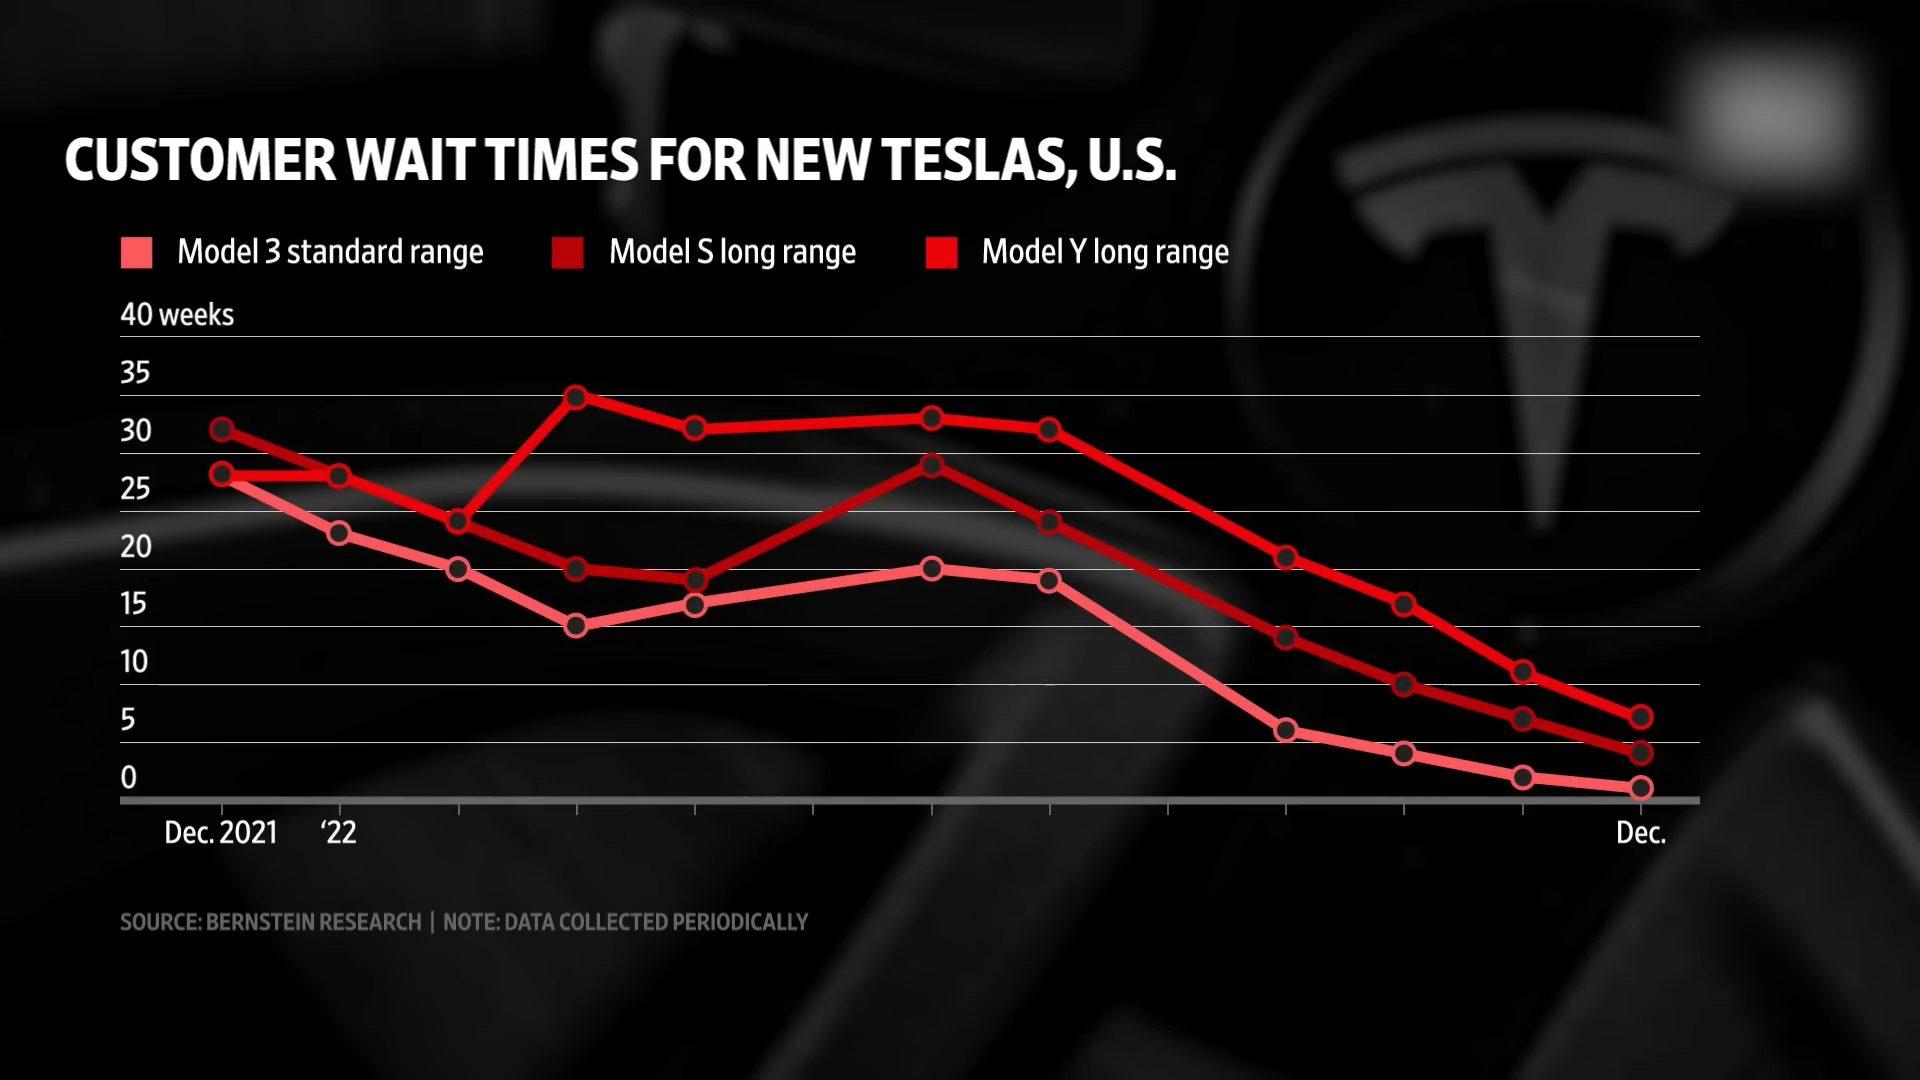 CUSTOMER WAIT TIMES FOR NEW TESLAS, U.S.
Model 3 standard range Model S long range Model Y long range
40 weeks
35
30
25
20
15
10
5
0
Dec. 2021 ‘22 Dec.
SOURCE: BERNSTEIN RESEARCH | NOTE: DATA COLLECTED PERIODICALLY